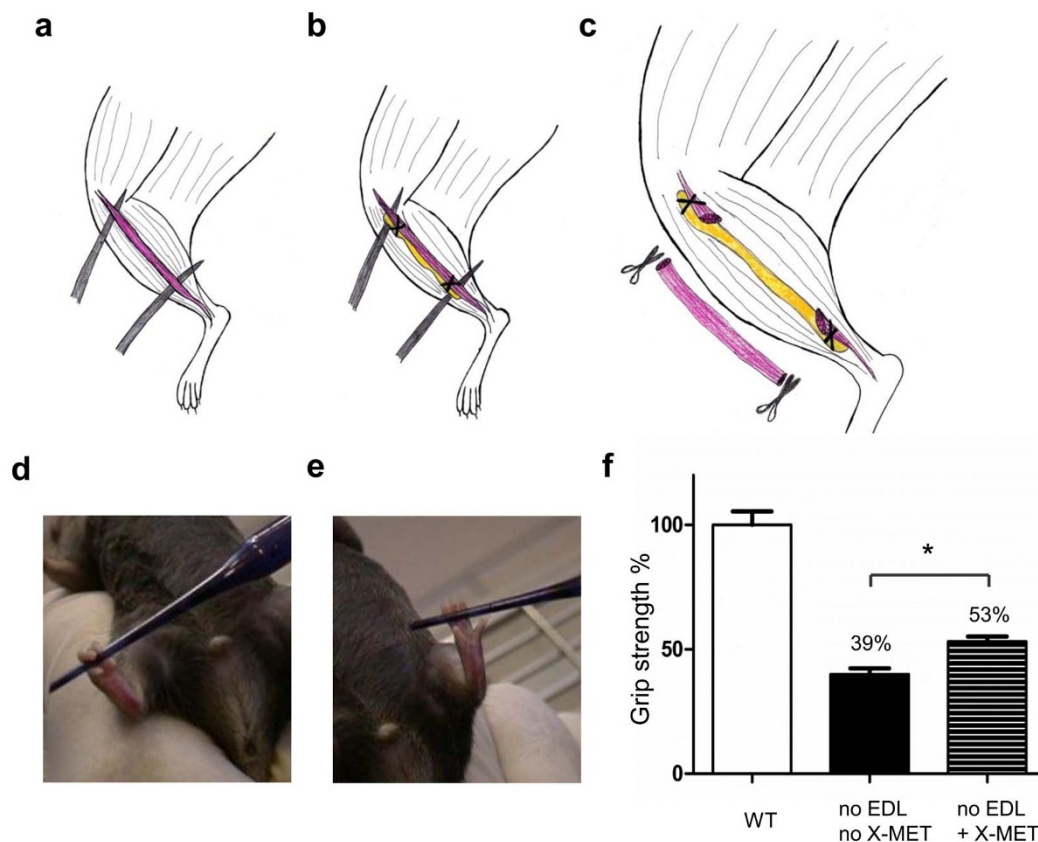 a
b
c
d
e
f
Grip strength %
100
50
0
*
39%
53%
WT
no EDL
no X-MET
no EDL
+ X-MET